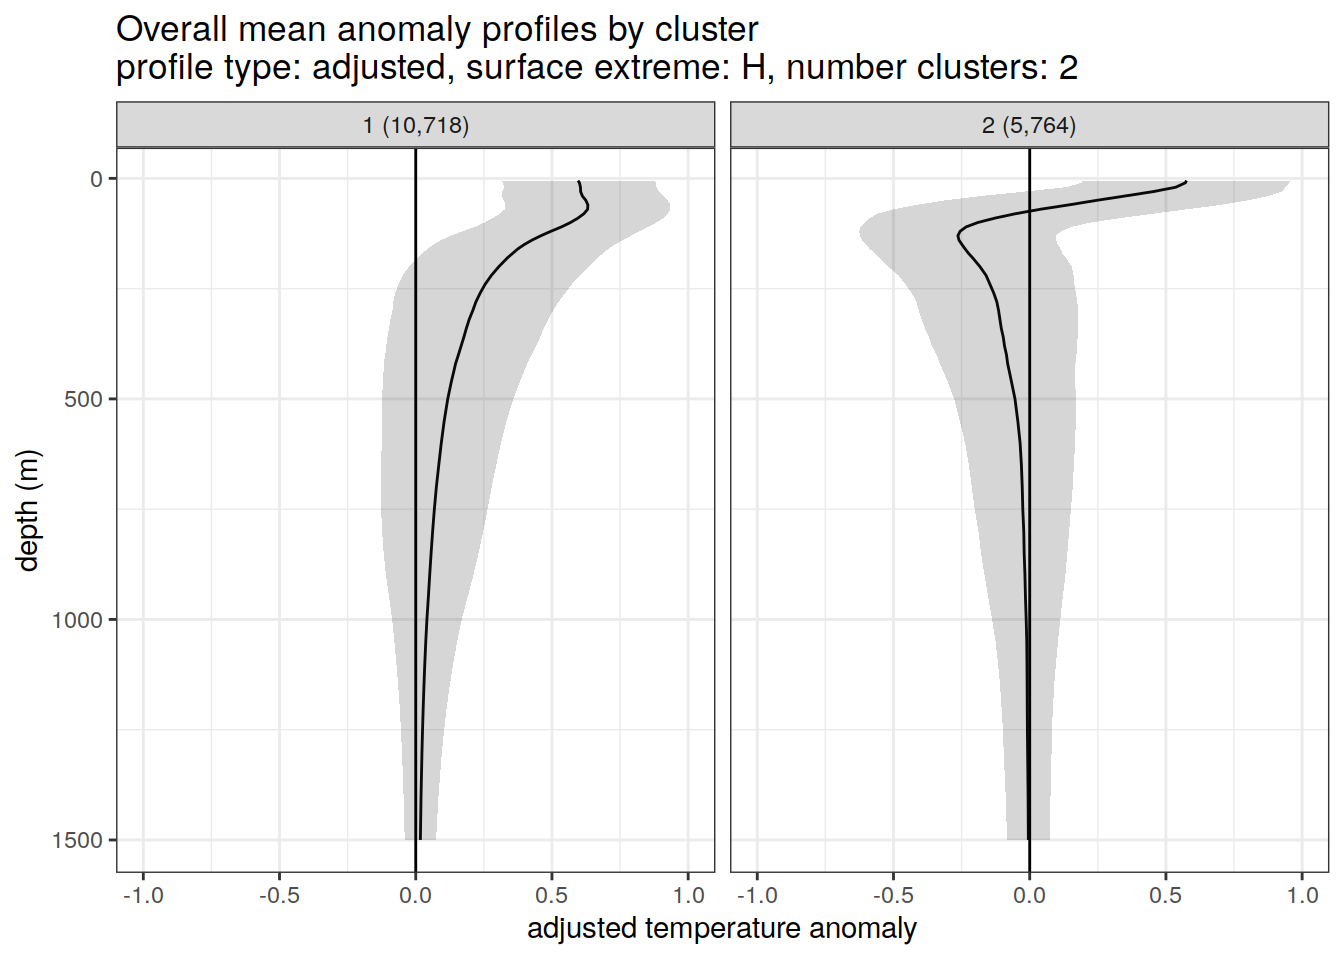 Overall mean anomaly profiles by cluster
profile type: adjusted, surface extreme: H, number clusters: 2
1 (10,718)
2 (5,764)
0
500
1000
1500
depth (m)
-1.0 -0.5 0.0 0.5 1.0
-1.0 -0.5 0.0 0.5 1.0
adjusted temperature anomaly